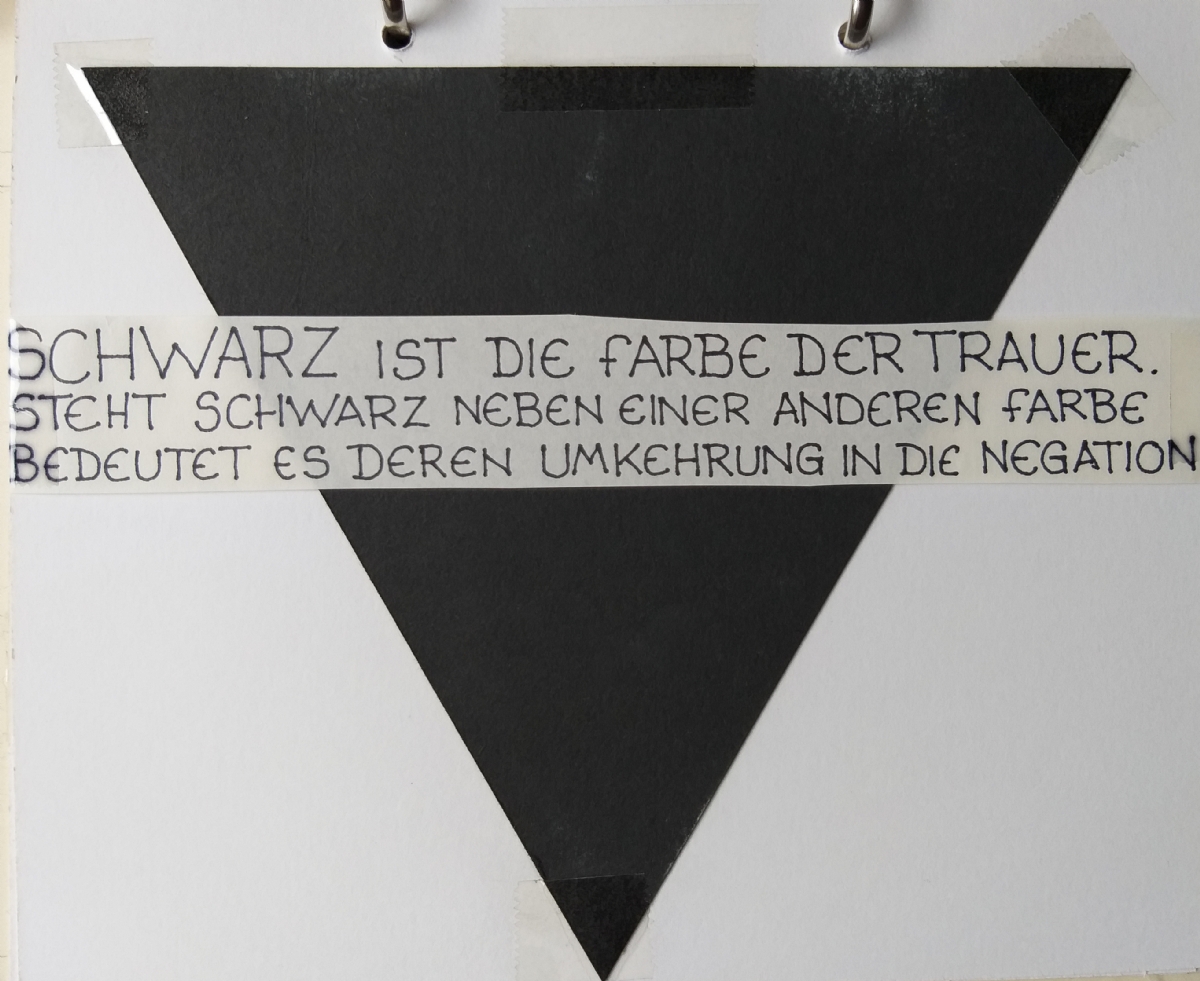 SCHWARZ IST DIE FARBE DER TRAUER.
STEHT SCHWARZ NEBEN EINER ANDEREN FARBE
BEDEUTET ES DEREN UMKEHRUNG IN DIE NEGATION